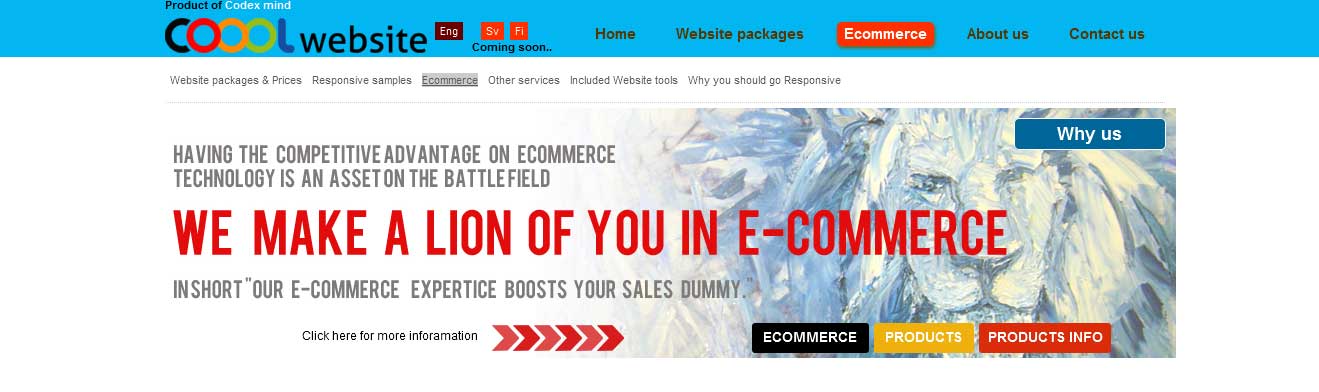 Product of Codex mind
COOOL website
Eng Sv Fi
Coming soon..
Home Website packages Ecommerce About us Contact us
Website packages & Prices Responsive samples Ecommerce Other services Included Website tools Why you should go Responsive
Why us
HAVING THE COMPETITIVE ADVANTAGE ON ECOMMERCE
TECHNOLOGY IS AN ASSET ON THE BATTLEFIELD
WE MAKE A LION OF YOU IN E-COMMERCE
IN SHORT "OUR E-COMMERCE EXPERTICE BOOSTS YOUR SALES DUMMY."
Click here for more inforamation
ECOMMERCE PRODUCTS PRODUCTS INFO